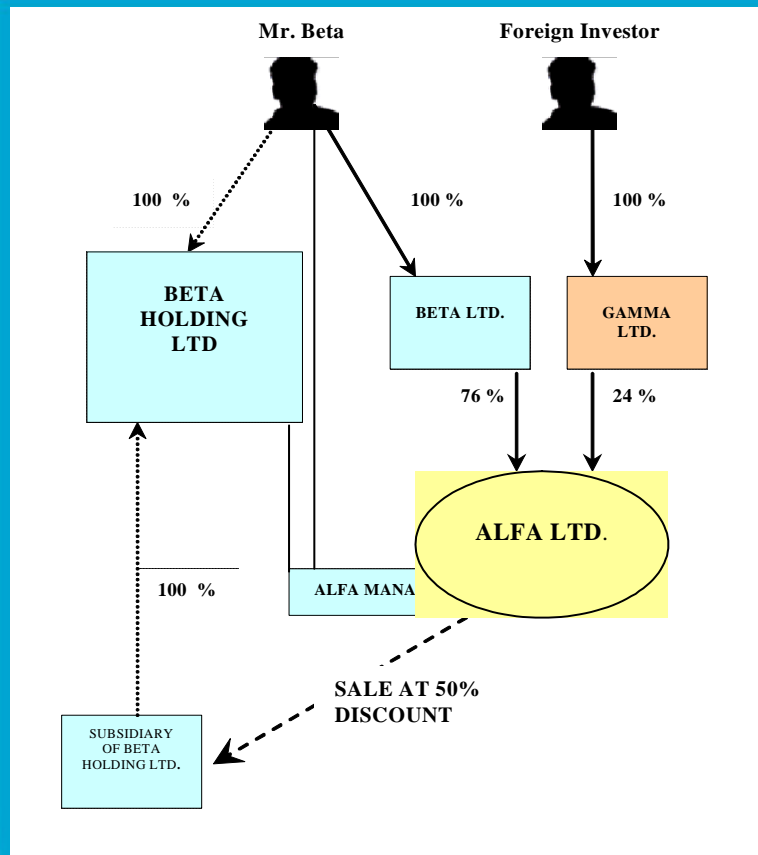 Mr. Beta
Foreign Investor
100 %
100 %
100 %
BETA
HOLDING
LTD
BETA LTD.
GAMMA
LTD.
76 %
24 %
ALFA LTD.
ALFA MANA
100 %
SALE AT 50%
DISCOUNT
SUBSIDIARY
OF BETA
HOLDING LTD.